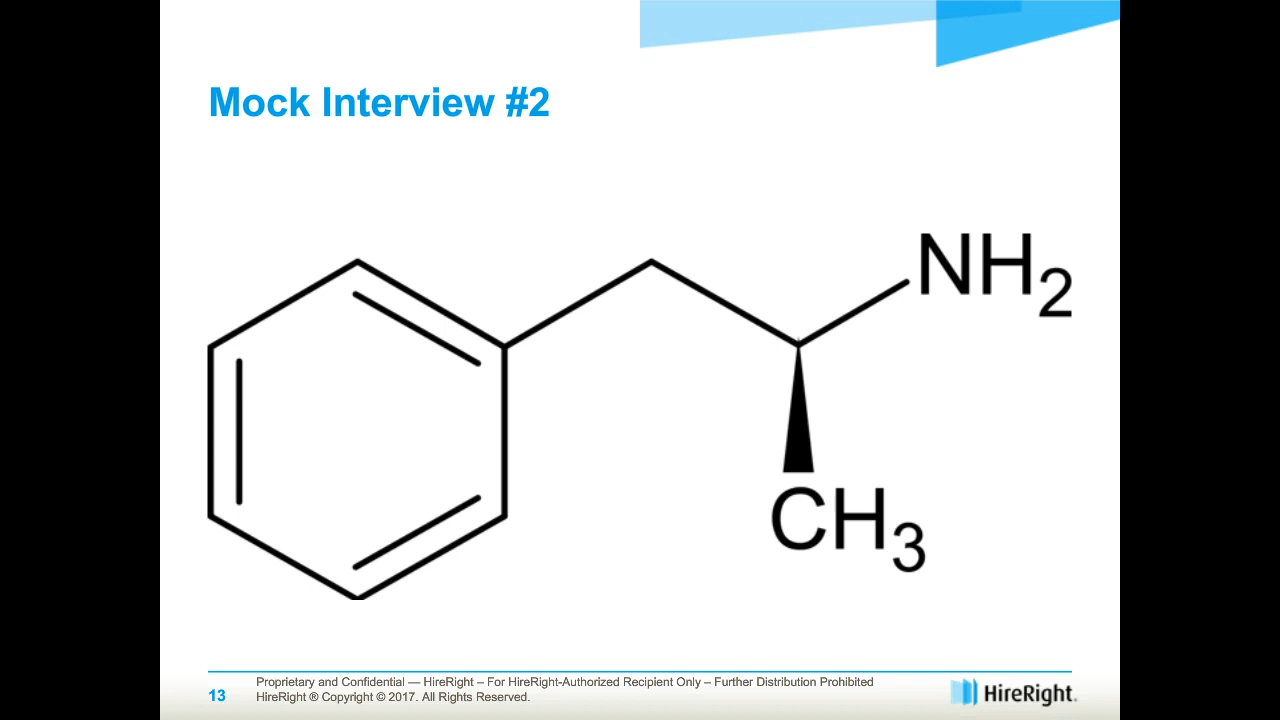 Mock Interview #2
NH2
CH3
13
Proprietary and Confidential — HireRight – For HireRight-Authorized Recipient Only – Further Distribution Prohibited
HireRight ® Copyright © 2017. All Rights Reserved.
HireRight.